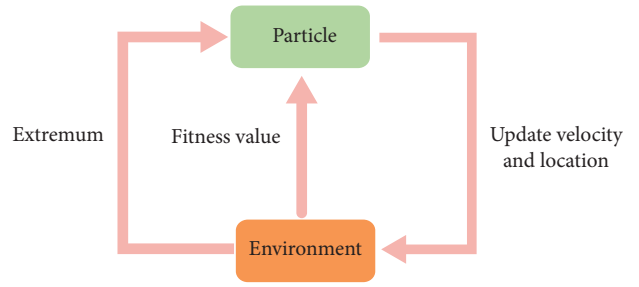 Particle
Extremum
Fitness value
Update velocity
and location
Environment